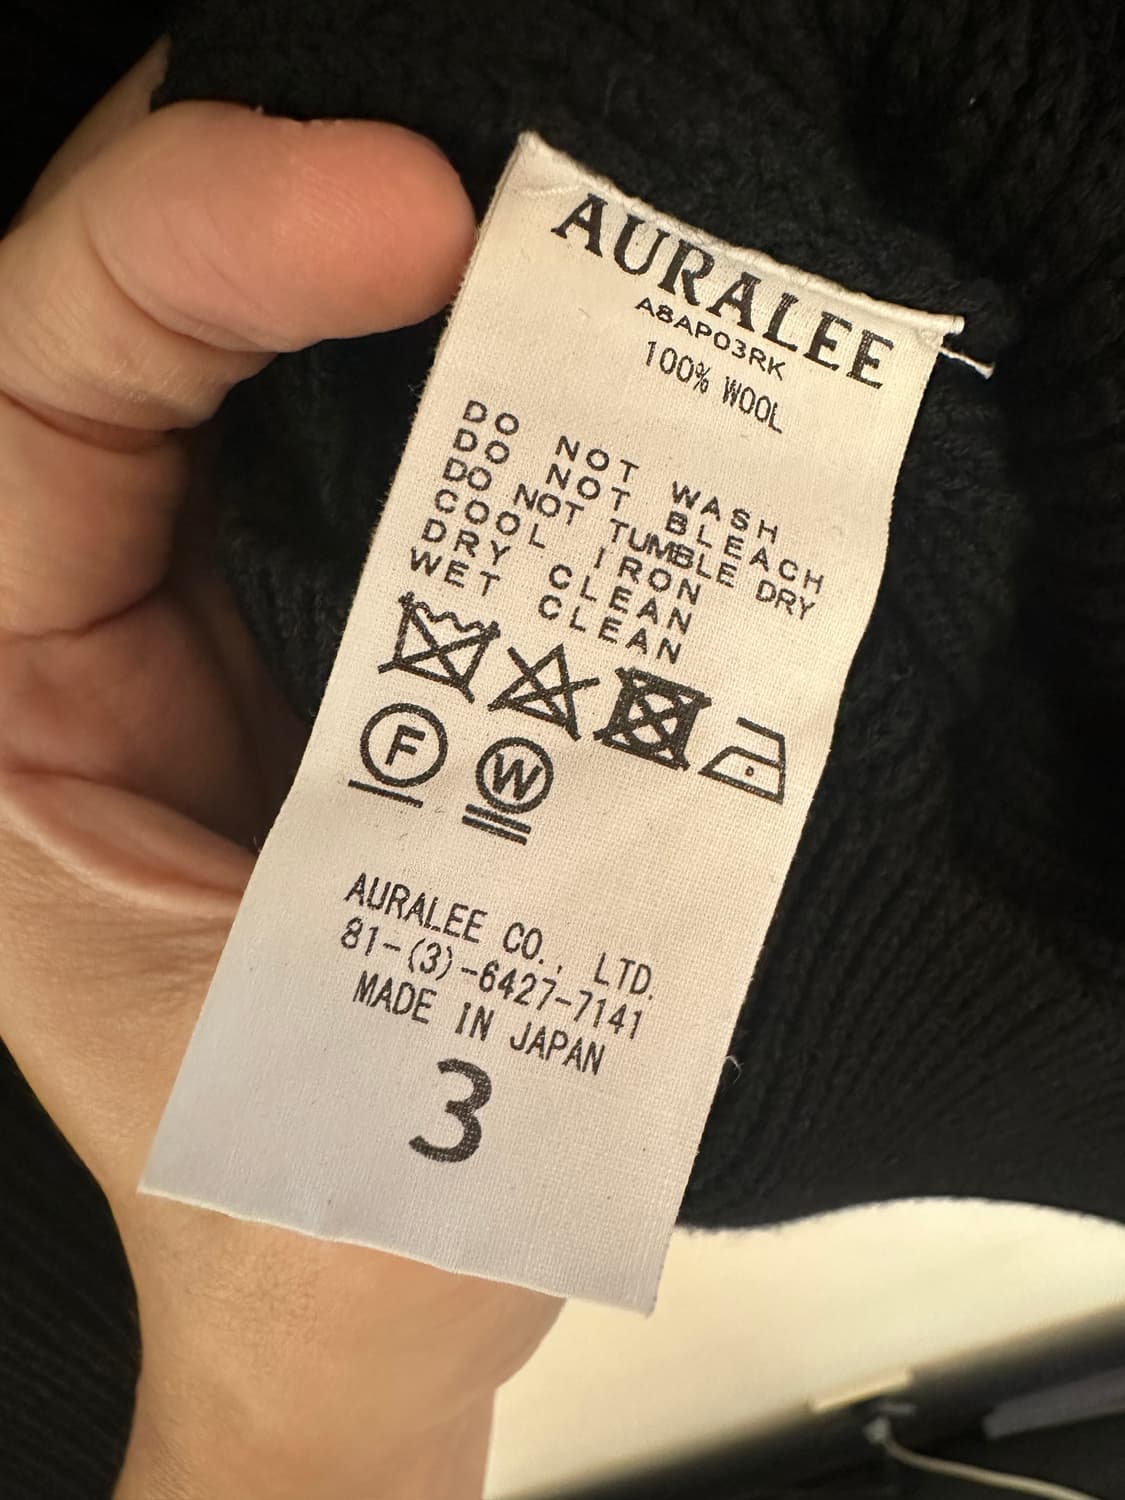 AURALEE
A8AP03RK
100% WOOL
DO NOT WASH
DO NOT BLEACH
DO NOT TUMBLE DRY
COOL IRON
DRY CLEAN
WET CLEAN
F W
AURALEE CO., LTD.
81-(3)-6427-7141
MADE IN JAPAN
3